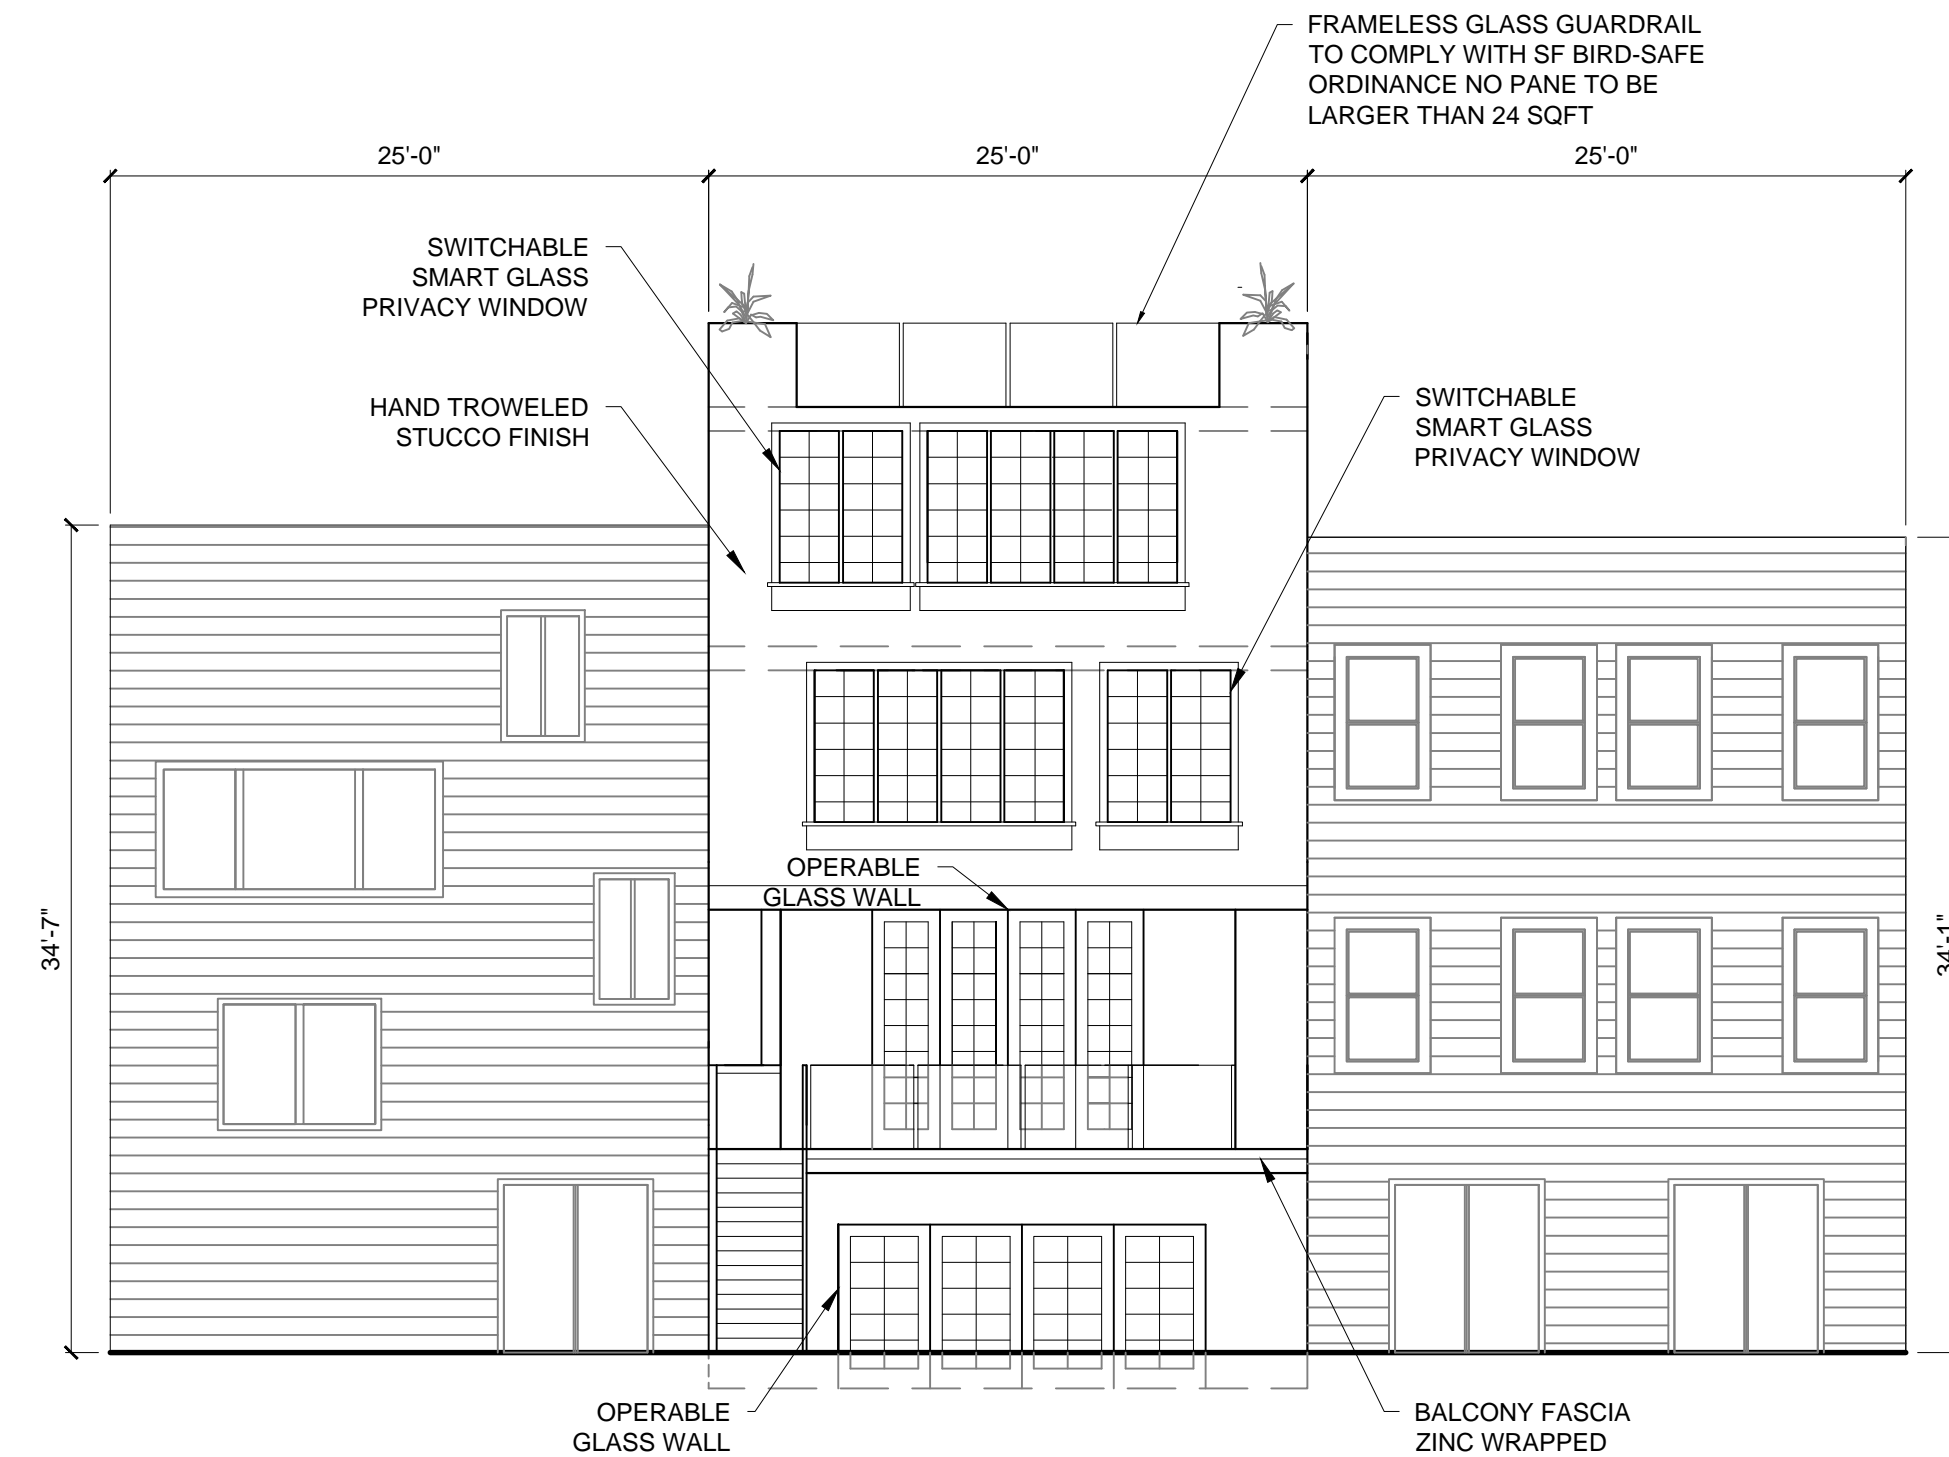 FRAMELESS GLASS GUARDRAIL
TO COMPLY WITH SF BIRD-SAFE
ORDINANCE NO PANE TO BE
LARGER THAN 24 SQFT
25'-0"
25'-0"
25'-0"
SWITCHABLE
SMART GLASS
PRIVACY WINDOW
HAND TROWELED
STUCCO FINISH
SWITCHABLE
SMART GLASS
PRIVACY WINDOW
OPERABLE
GLASS WALL
34'-7"
34'-1"
OPERABLE
GLASS WALL
BALCONY FASCIA
ZINC WRAPPED